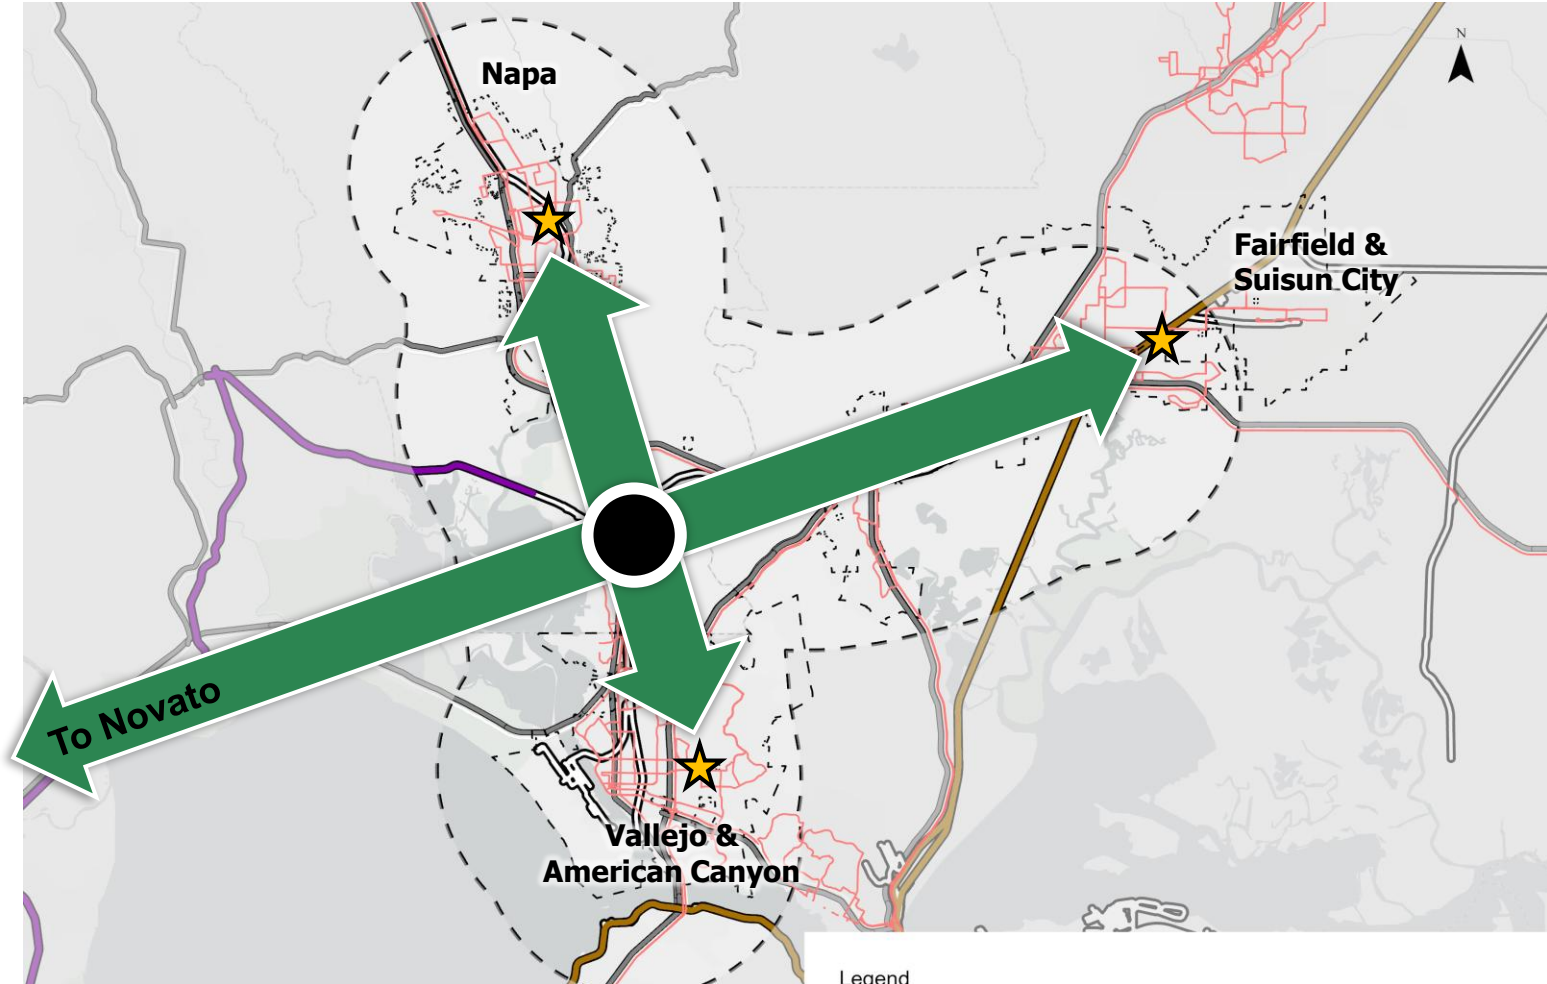 N
Napa
Fairfield &
Suisun City
To Novato
Vallejo &
American Canyon
Legend